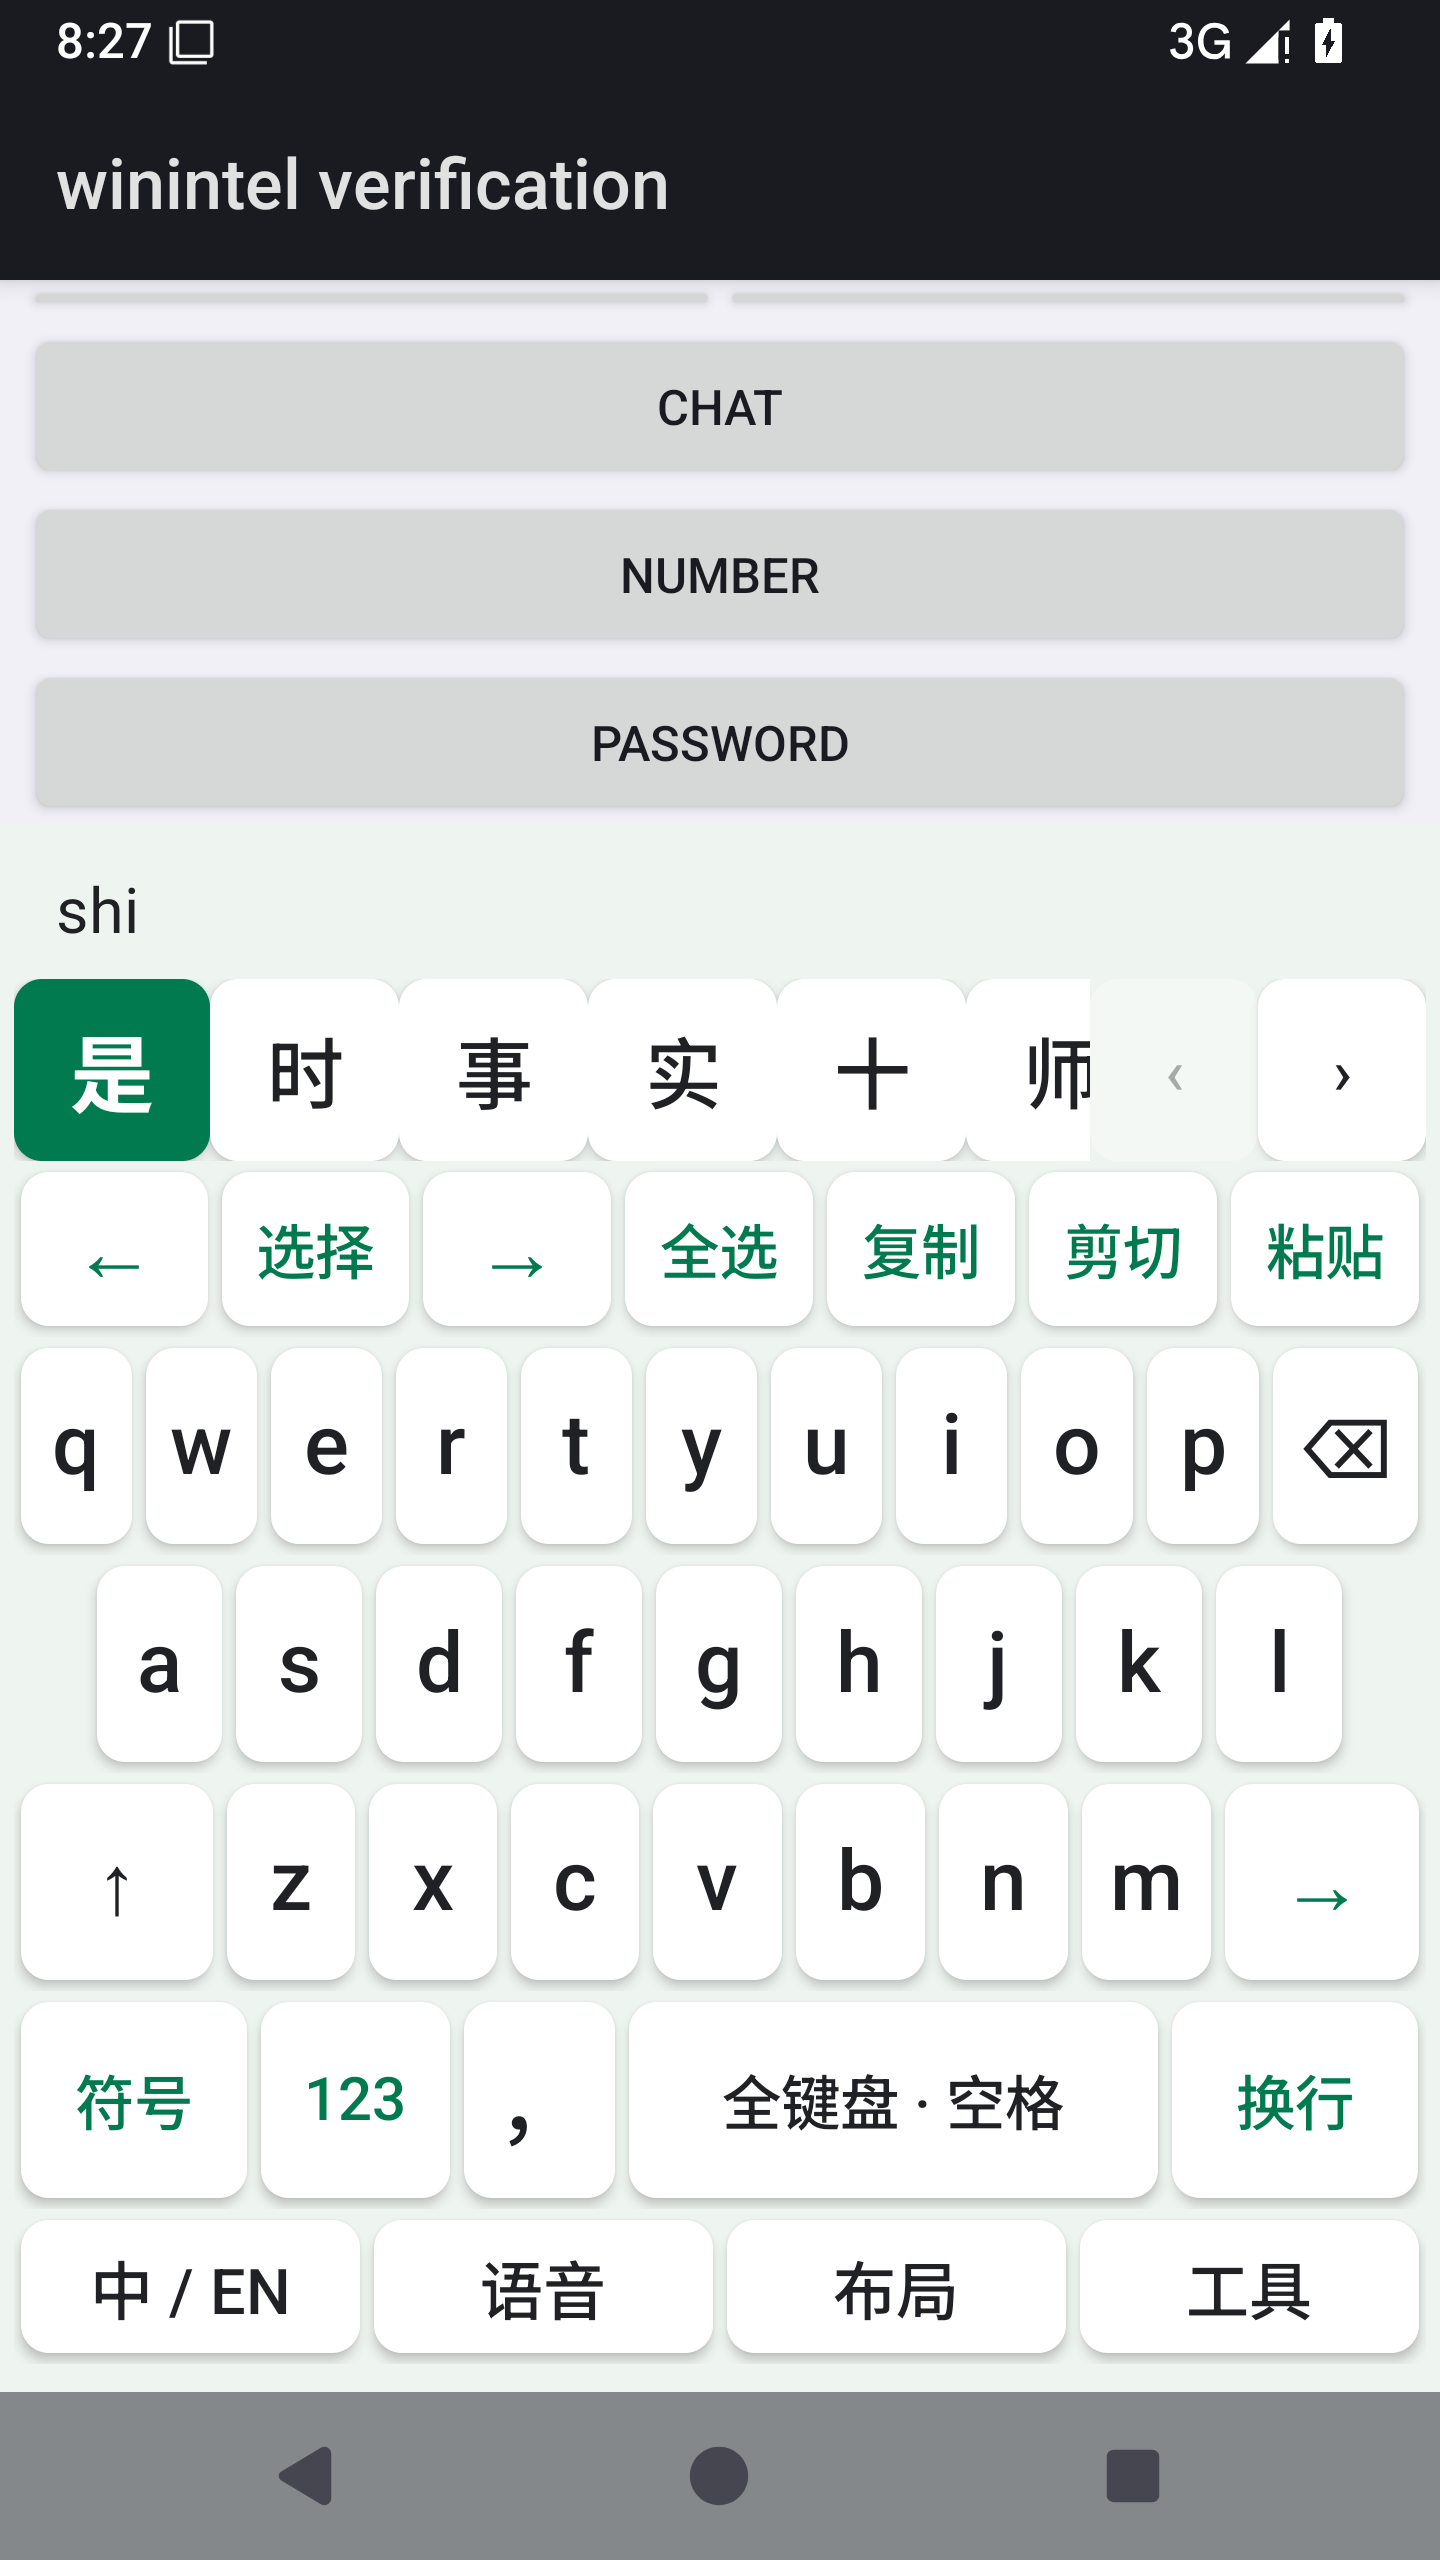 8:27 3G
winintel verification
CHAT
NUMBER
PASSWORD
shi
是 时 事 实 十 师 ‹ ›
← 选择 → 全选 复制 剪切 粘贴
q w e r t y u i o p
a s d f g h j k l
↑ z x c v b n m →
符号 123 ， 全键盘 · 空格 换行
中 / EN 语音 布局 工具